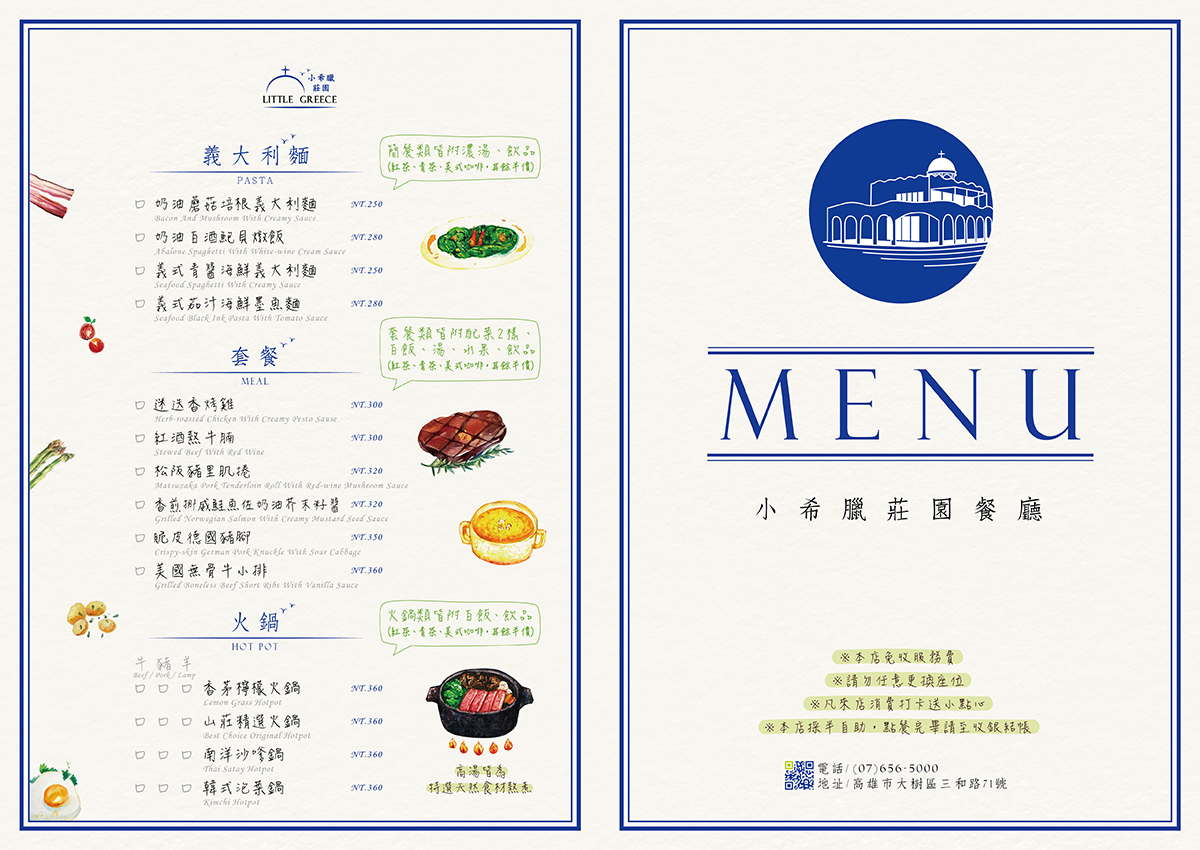 小希臘
莊園
LITTLE GREECE
義大利麵
PASTA
簡餐類皆附濃湯、飲品
(紅茶、青茶、美式咖啡，其餘半價)
奶油蘑菇培根義大利麵 NT.250
Bacon And Mushroom With Creamy Sauce
奶油白酒鮑貝燉飯 NT.280
Abalone Spaghetti With White-wine Cream Sauce
義式青醬海鮮義大利麵 NT.250
Seafood Spaghetti With Creamy Sauce
義式茄汁海鮮墨魚麵 NT.280
Seafood Black Ink Pasta With Tomato Sauce
套餐
MEAL
套餐類皆附配菜2樣、
白飯、湯、水果、飲品
(紅茶、青茶、美式咖啡，其餘半價)
迷迭香烤雞 NT.300
Herb-roasted Chicken With Creamy Pesto Sause
紅酒熬牛腩 NT.300
Stewed Beef With Red Wine
松阪豬里肌捲 NT.320
Matsuzaka Pork Tenderloin Roll With Red-wine Mushroom Sauce
香煎挪威鮭魚佐奶油芥末籽醬 NT.320
Grilled Norwegtan Salmon With Creamy Mustard Seed Sauce
脆皮德國豬腳 NT.350
Crispy-skin German Pork Knuckle With Sour Cabbage
美國無骨牛小排 NT.360
Grilled Boneless Beef Short Ribs With Vanilla Sauce
火鍋
HOT POT
火鍋類皆附白飯、飲品
(紅茶、青茶、美式咖啡，其餘半價)
牛 豬 羊
Beef / Pork / Lamp
香茅檸檬火鍋 NT.360
Lemon Grass Hotpot
山莊精選火鍋 NT.360
Best Choice Original Hotpot
南洋沙嗲鍋 NT.360
Thai Satay Hotpot
韓式泡菜鍋 NT.360
Kimchi Hotpot
高湯皆為
特選天然食材熬煮
MENU
小希臘莊園餐廳
※本店免收服務費
※請勿任意更換座位
※凡來店消費打卡送小點心
※本店採半自助，點餐完畢請至收銀結帳
電話/(07)656-5000
地址/高雄市大樹區三和路71號